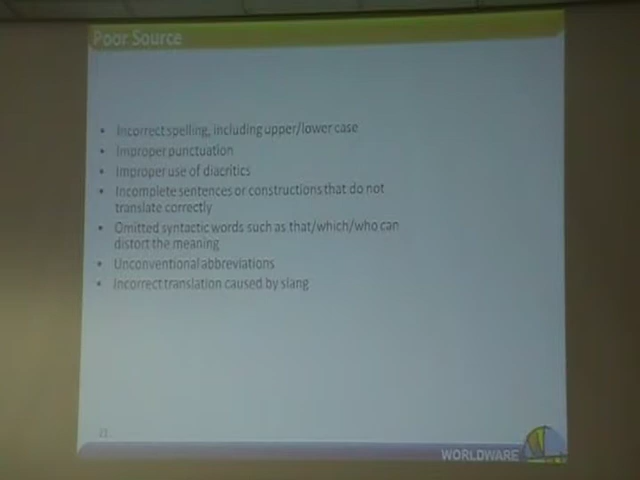 Poor Source
• Incorrect spelling, including upper/lower case
• Improper punctuation
• Improper use of diacritics
• Incomplete sentences or constructions that do not
translate correctly
• Omitted syntactic words such as that/which/who can
distort the meaning
• Unconventional abbreviations
• Incorrect translation caused by slang
21
WORLDWARE